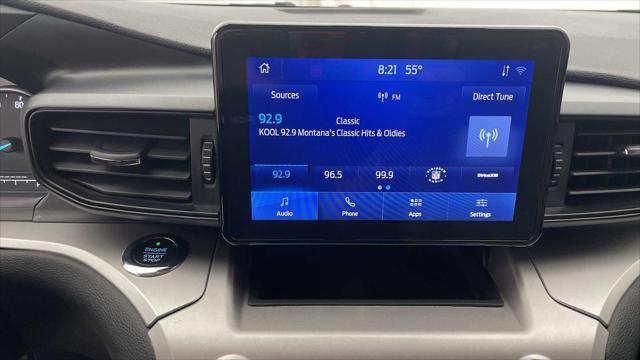 80
8:21 55°
Sources
FM
Direct Tune
92.9
Classic
KOOL 92.9 Montana's Classic Hits & Oldies
92.9 96.5 99.9 SiriusXM
Audio Phone Apps Settings
ENGINE
START
STOP